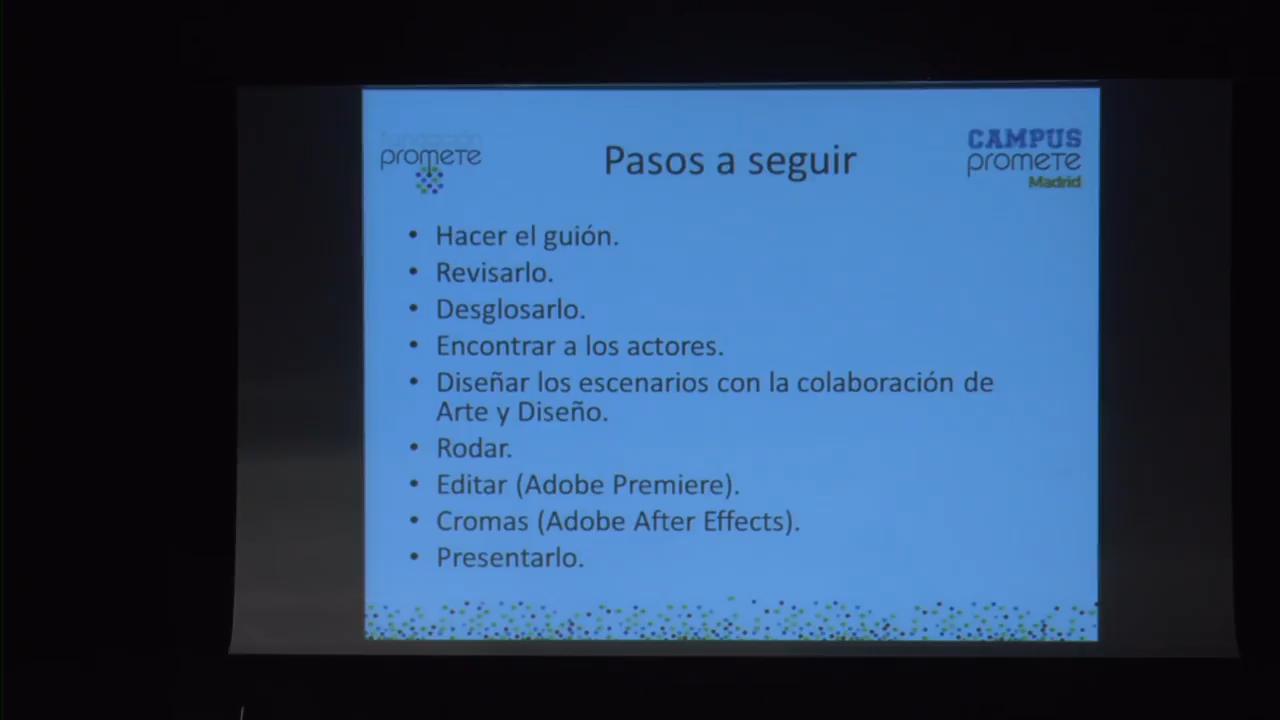 fundación
promete
Pasos a seguir
CAMPUS
promete
Madrid
• Hacer el guión.
• Revisarlo.
• Desglosarlo.
• Encontrar a los actores.
• Diseñar los escenarios con la colaboración de
Arte y Diseño.
• Rodar.
• Editar (Adobe Premiere).
• Cromas (Adobe After Effects).
• Presentarlo.